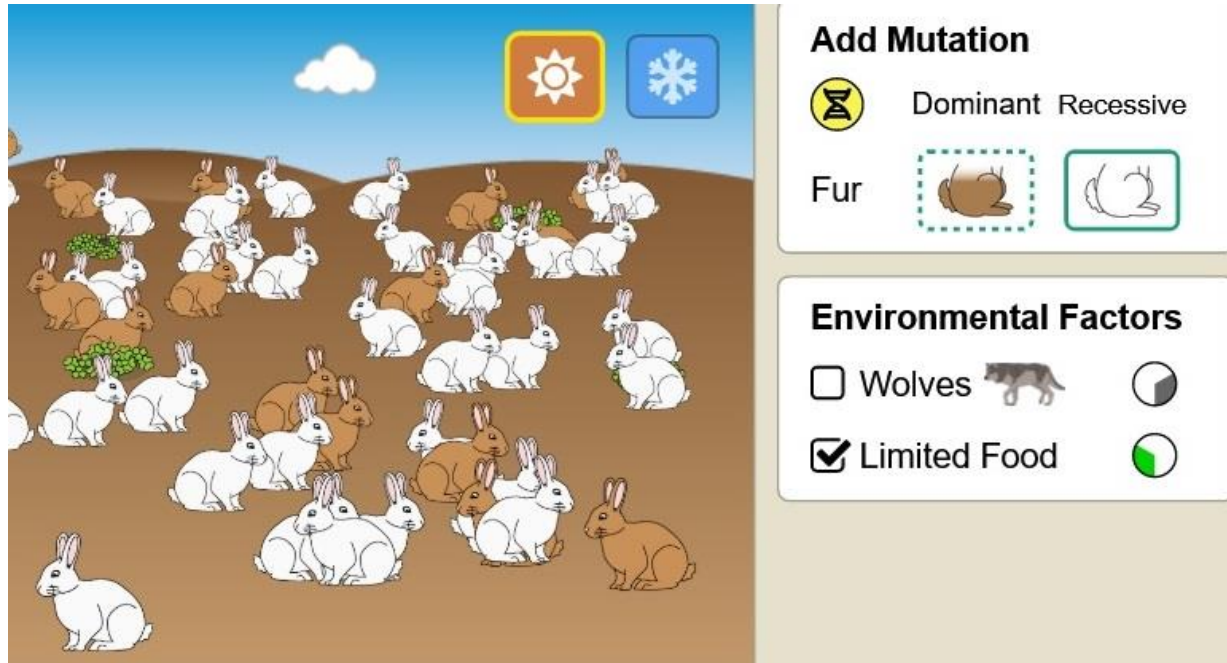 Add Mutation
Dominant Recessive
Fur
Environmental Factors
Wolves
Limited Food